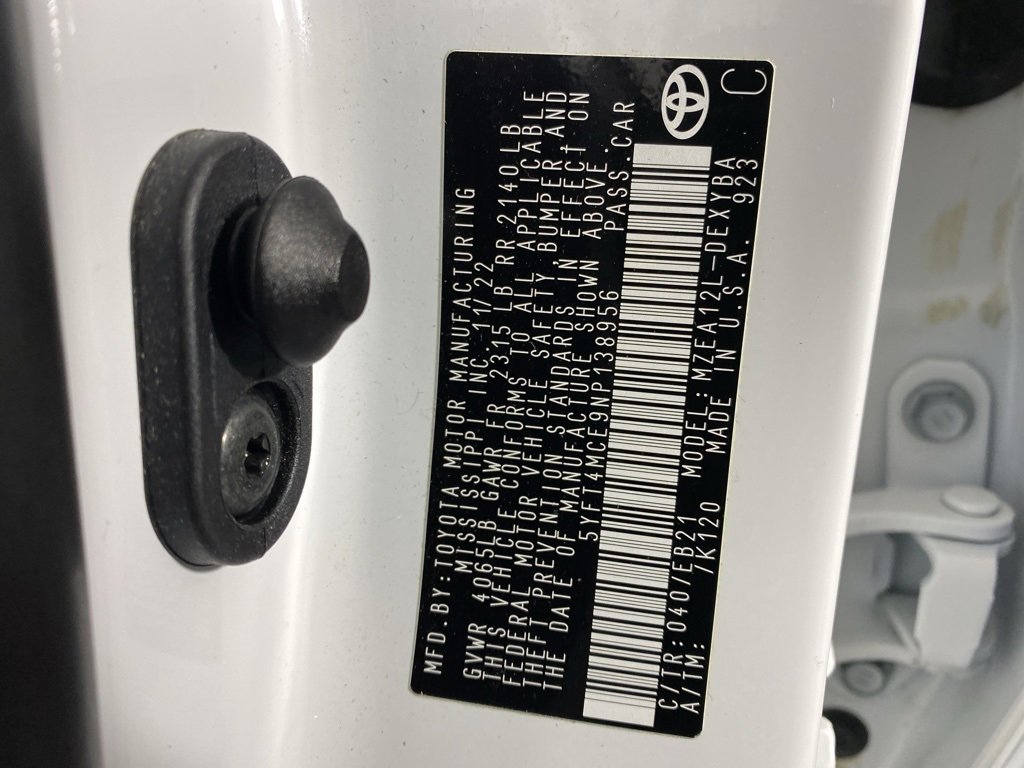 MFD.BY:TOYOTA MOTOR MANUFACTURING
MISSISSIPPI INC. 11/22
GVWR 4065LB GAWR FR 2315 LB RR 2140LB
THIS VEHICLE CONFORMS TO ALL APPLICABLE
FEDERAL MOTOR VEHICLE SAFETY, BUMPER, AND
THEFT PREVENTION STANDARDS IN EFFECT ON
THE DATE OF MANUFACTURE SHOWN ABOVE.
5YFT4MCE9NP138956 PASS.CAR
C/TR:040/EB21 MODEL:MZEA12L-DEXYBA
A/TM: /K120 MADE IN U.S.A. 923
C